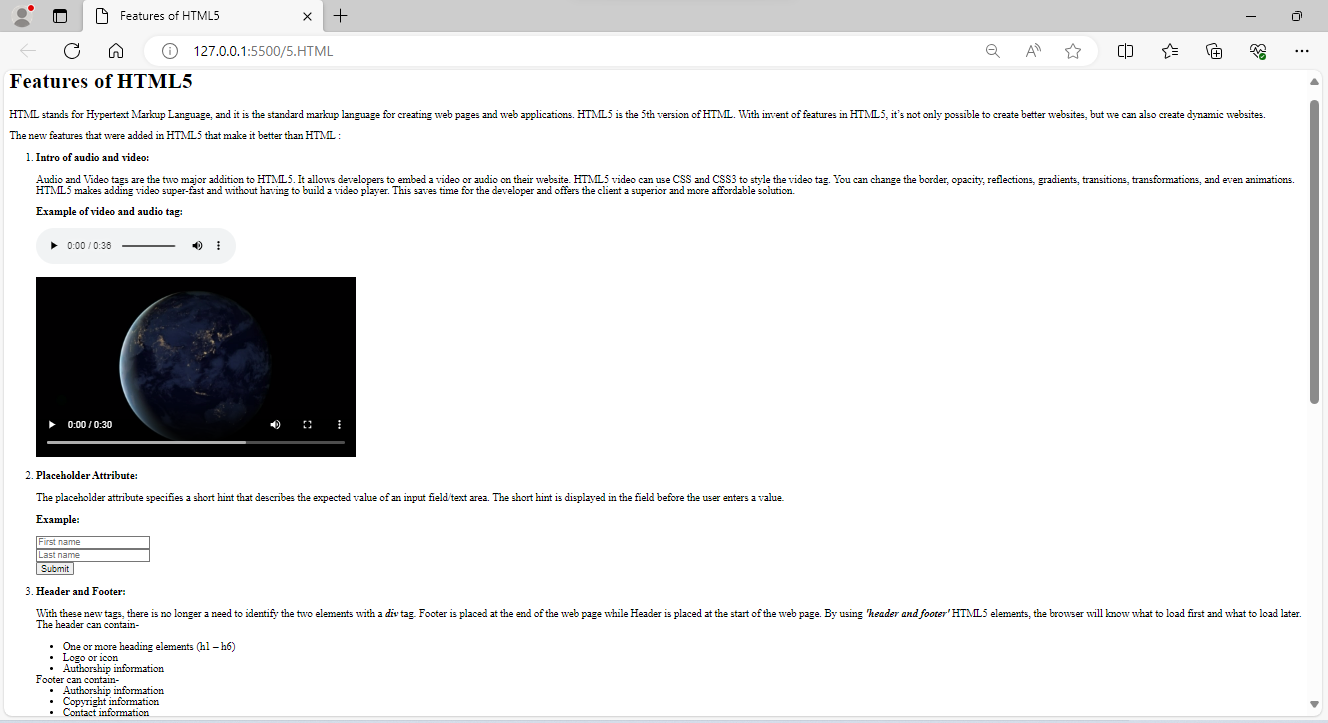 Features of HTML5
127.0.0.1:5500/5.HTML
Features of HTML5
HTML stands for Hypertext Markup Language, and it is the standard markup language for creating web pages and web applications. HTML5 is the 5th version of HTML. With invent of features in HTML5, it's not only possible to create better websites, but we can also create dynamic websites.
The new features that were added in HTML5 that make it better than HTML :
1. Intro of audio and video:
Audio and Video tags are the two major addition to HTML5. It allows developers to embed a video or audio on their website. HTML5 video can use CSS and CSS3 to style the video tag. You can change the border, opacity, reflections, gradients, transitions, transformations, and even animations.
HTML5 makes adding video super-fast and without having to build a video player. This saves time for the developer and offers the client a superior and more affordable solution.
Example of video and audio tag:
0:00 / 0:36
0:00 / 0:30
2. Placeholder Attribute:
The placeholder attribute specifies a short hint that describes the expected value of an input field/text area. The short hint is displayed in the field before the user enters a value.
Example:
First name
Last name
Submit
3. Header and Footer:
With these new tags, there is no longer a need to identify the two elements with a div tag. Footer is placed at the end of the web page while Header is placed at the start of the web page. By using 'header and footer' HTML5 elements, the browser will know what to load first and what to load later.
The header can contain-
• One or more heading elements (h1 – h6)
• Logo or icon
• Authorship information
Footer can contain-
• Authorship information
• Copyright information
• Contact information